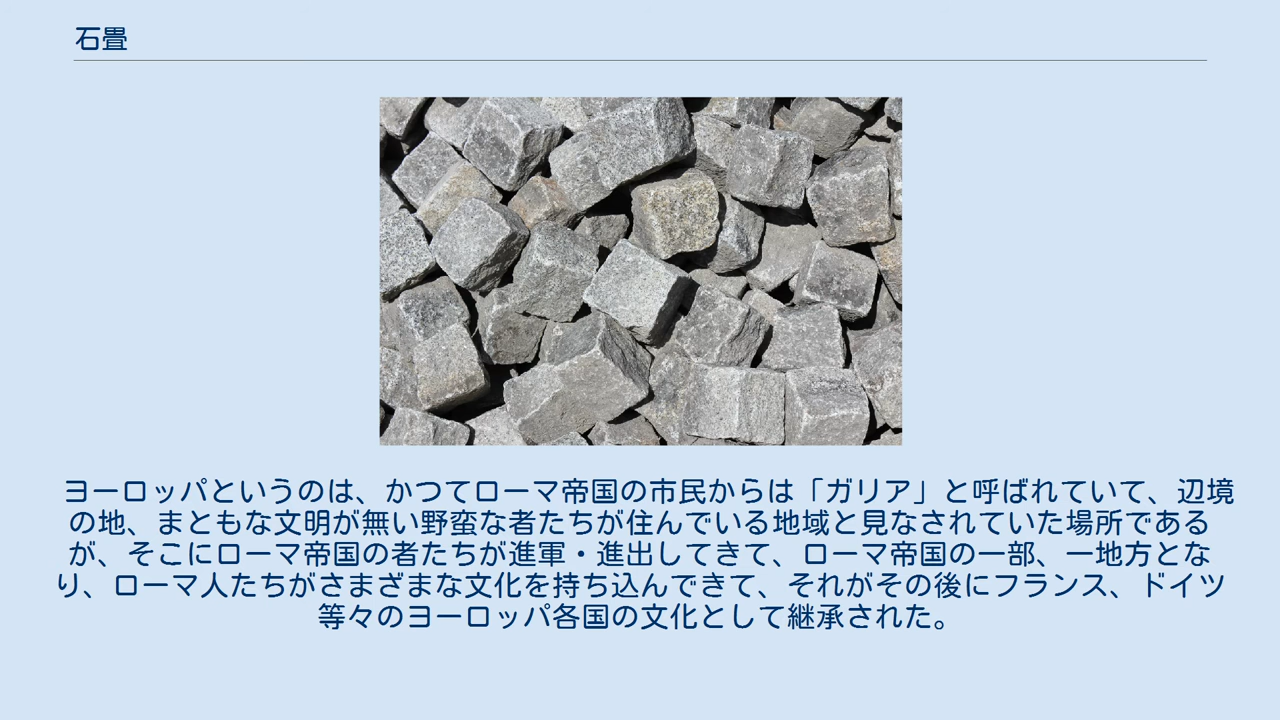 石畳
ヨーロッパというのは、かつてローマ帝国の市民からは「ガリア」と呼ばれていて、辺境
の地、まともな文明が無い野蛮な者たちが住んでいる地域と見なされていた場所である
が、そこにローマ帝国の者たちが進軍・進出してきて、ローマ帝国の一部、一地方とな
り、ローマ人たちがさまざまな文化を持ち込んできて、それがその後にフランス、ドイツ
等々のヨーロッパ各国の文化として継承された。